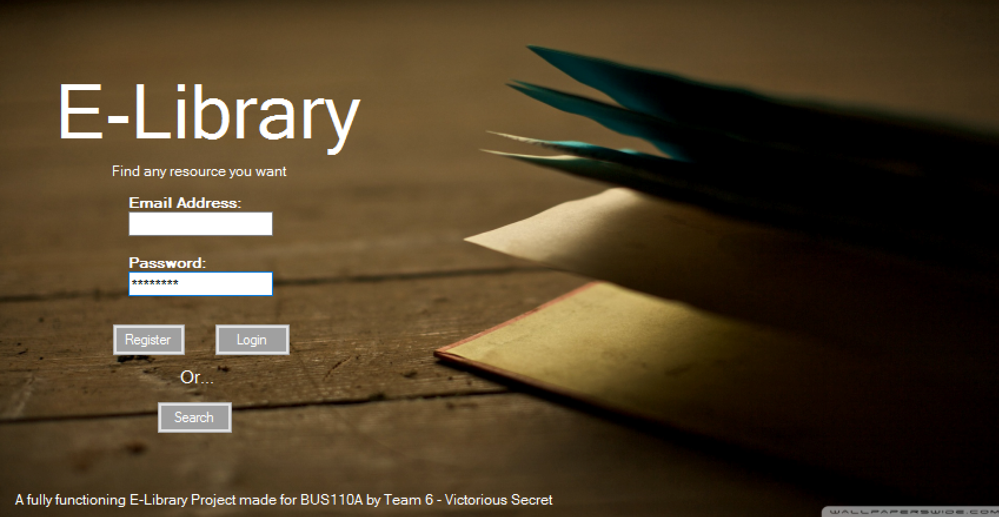 E-Library
Find any resource you want
Email Address:
Password:
********
Register Login
Or...
Search
A fully functioning E-Library Project made for BUS110A by Team 6 - Victorious Secret
WALLPAPERSWIDE.COM